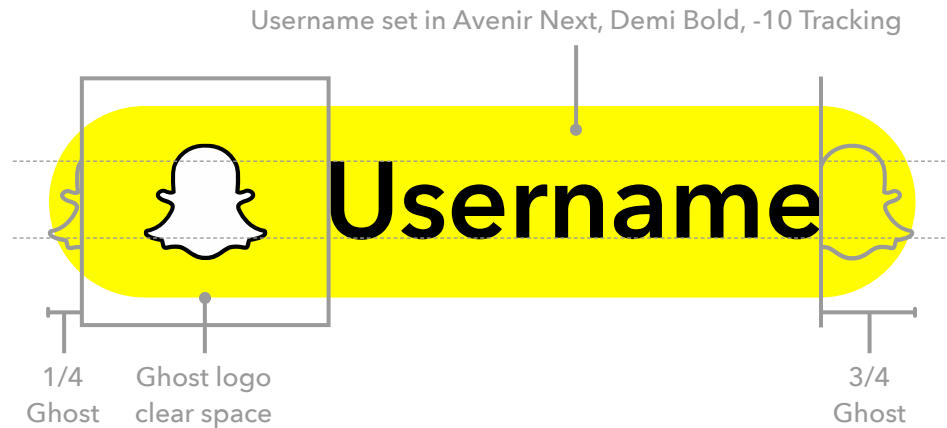 Username set in Avenir Next, Demi Bold, -10 Tracking
Username
1/4
Ghost
Ghost logo
clear space
3/4
Ghost